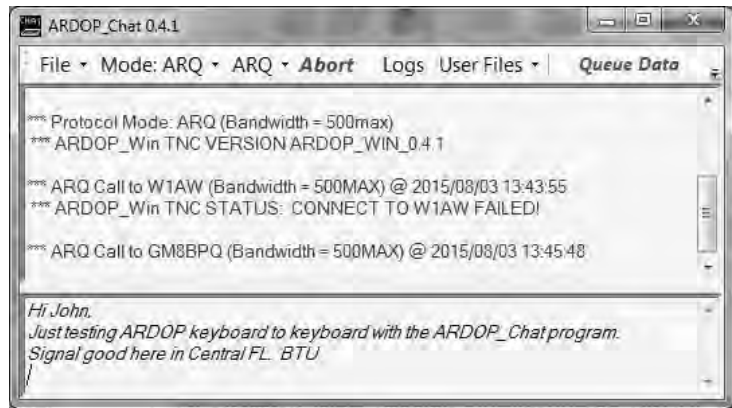 ARDOP_Chat 0.4.1
File Mode: ARQ ARQ Abort Logs User Files Queue Data
*** Protocol Mode: ARQ (Bandwidth = 500max)
*** ARDOP_Win TNC VERSION ARDOP_WIN_0.4.1
*** ARQ Call to W1AW (Bandwidth = 500MAX) @ 2015/08/03 13:43:55
*** ARDOP_Win TNC STATUS: CONNECT TO W1AW FAILED!
*** ARQ Call to GM8BPQ (Bandwidth = 500MAX) @ 2015/08/03 13:45:48
Hi John,
Just testing ARDOP keyboard to keyboard with the ARDOP_Chat program.
Signal good here in Central FL. BTU